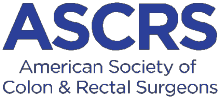 ASCRS
American Society of
Colon & Rectal Surgeons